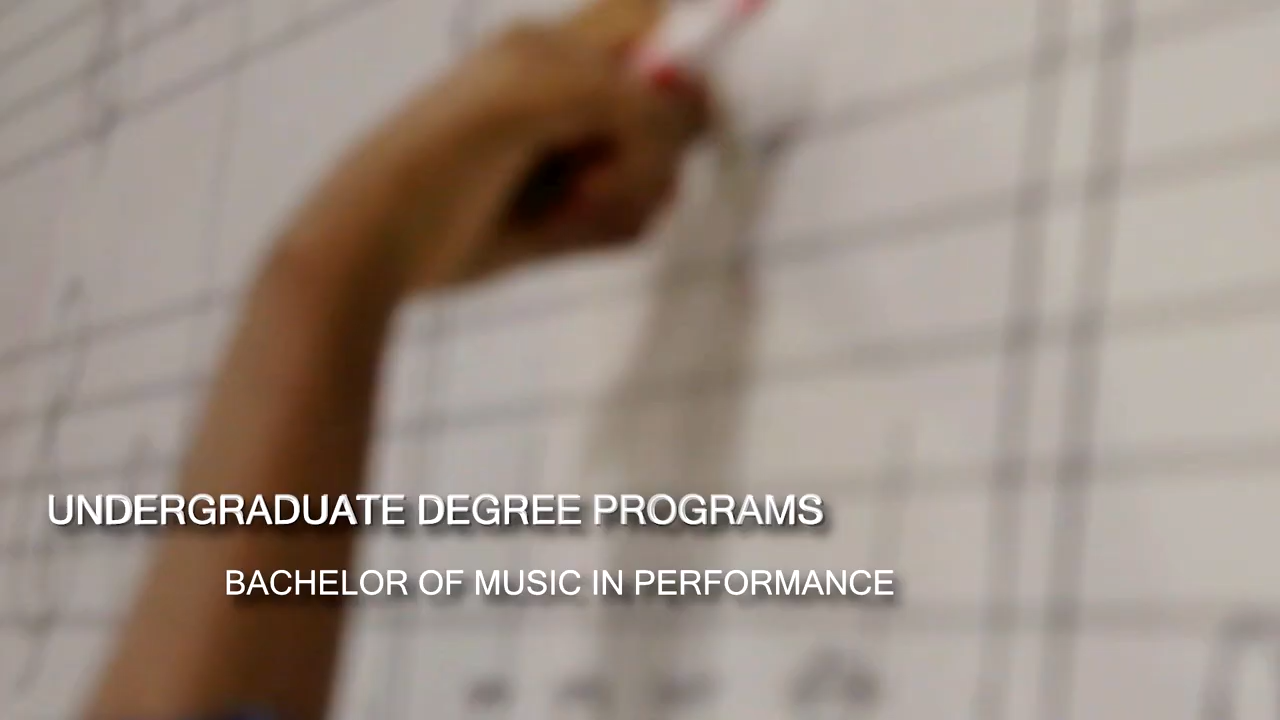 UNDERGRADUATE DEGREE PROGRAMS
BACHELOR OF MUSIC IN PERFORMANCE